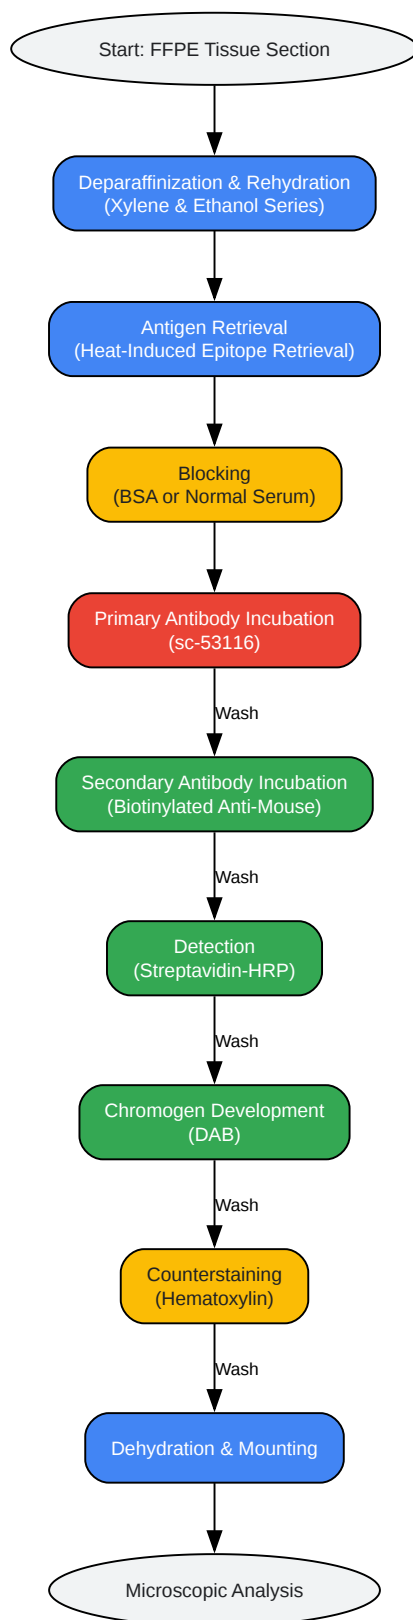 Start: FFPE Tissue Section
Deparaffinization & Rehydration
(Xylene & Ethanol Series)
Antigen Retrieval
(Heat-Induced Epitope Retrieval)
Blocking
(BSA or Normal Serum)
Primary Antibody Incubation
(sc-53116)
Wash
Secondary Antibody Incubation
(Biotinylated Anti-Mouse)
Wash
Detection
(Streptavidin-HRP)
Wash
Chromogen Development
(DAB)
Wash
Counterstaining
(Hematoxylin)
Wash
Dehydration & Mounting
Microscopic Analysis